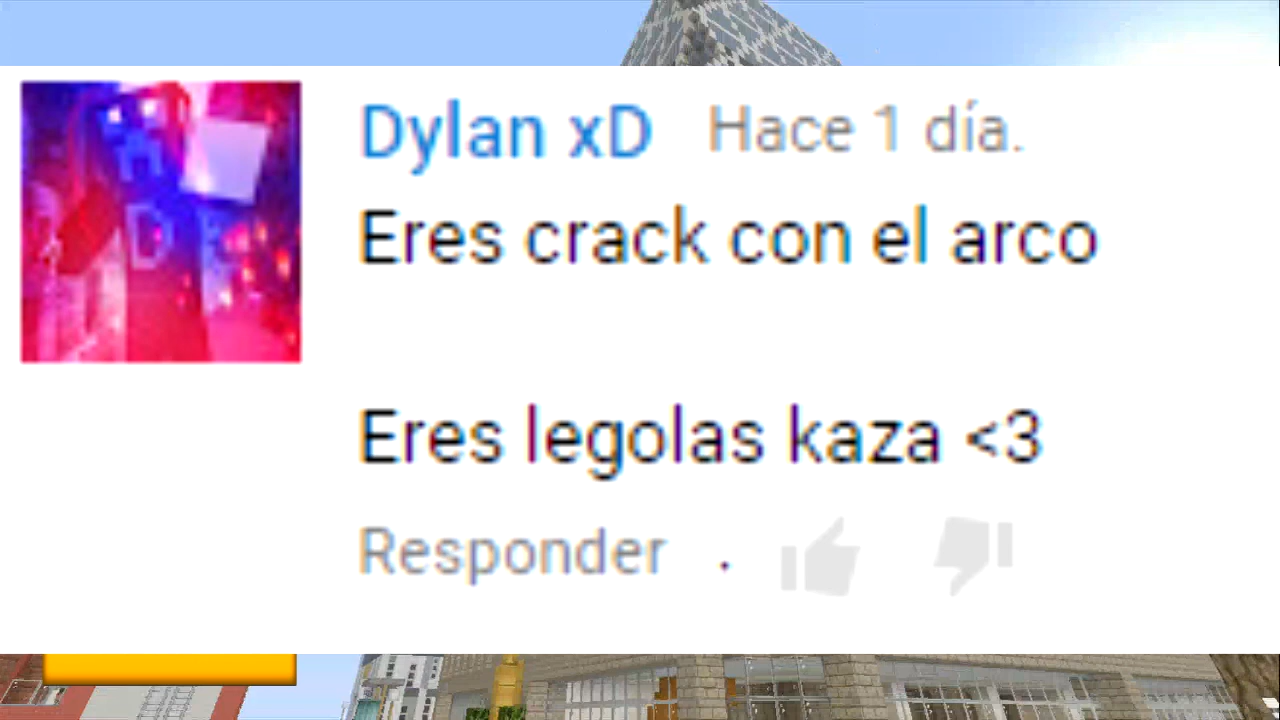 Dylan xD Hace 1 día.
Eres crack con el arco
Eres legolas kaza <3
Responder .